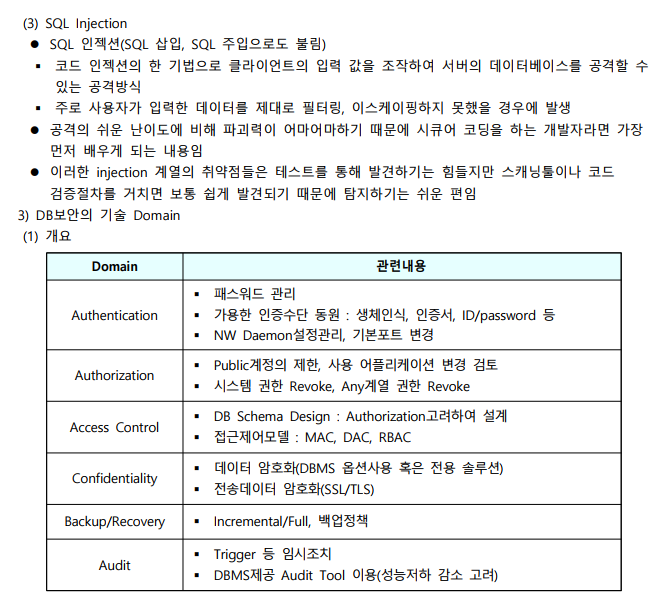 (3) SQL Injection
● SQL 인젝션(SQL 삽입, SQL 주입으로도 불림)
▪ 코드 인젝션의 한 기법으로 클라이언트의 입력 값을 조작하여 서버의 데이터베이스를 공격할 수
있는 공격방식
▪ 주로 사용자가 입력한 데이터를 제대로 필터링, 이스케이핑하지 못했을 경우에 발생
● 공격의 쉬운 난이도에 비해 파괴력이 어마어마하기 때문에 시큐어 코딩을 하는 개발자라면 가장
먼저 배우게 되는 내용임
● 이러한 injection 계열의 취약점들은 테스트를 통해 발견하기는 힘들지만 스캐닝툴이나 코드
검증절차를 거치면 보통 쉽게 발견되기 때문에 탐지하기는 쉬운 편임
3) DB보안의 기술 Domain
(1) 개요
Domain 관련내용
Authentication
▪ 패스워드 관리
▪ 가용한 인증수단 동원 : 생체인식, 인증서, ID/password 등
▪ NW Daemon설정관리, 기본포트 변경
Authorization
▪ Public계정의 제한, 사용 어플리케이션 변경 검토
▪ 시스템 권한 Revoke, Any계열 권한 Revoke
Access Control
▪ DB Schema Design : Authorization고려하여 설계
▪ 접근제어모델 : MAC, DAC, RBAC
Confidentiality
▪ 데이터 암호화(DBMS 옵션사용 혹은 전용 솔루션)
▪ 전송데이터 암호화(SSL/TLS)
Backup/Recovery
▪ Incremental/Full, 백업정책
Audit
▪ Trigger 등 임시조치
▪ DBMS제공 Audit Tool 이용(성능저하 감소 고려)